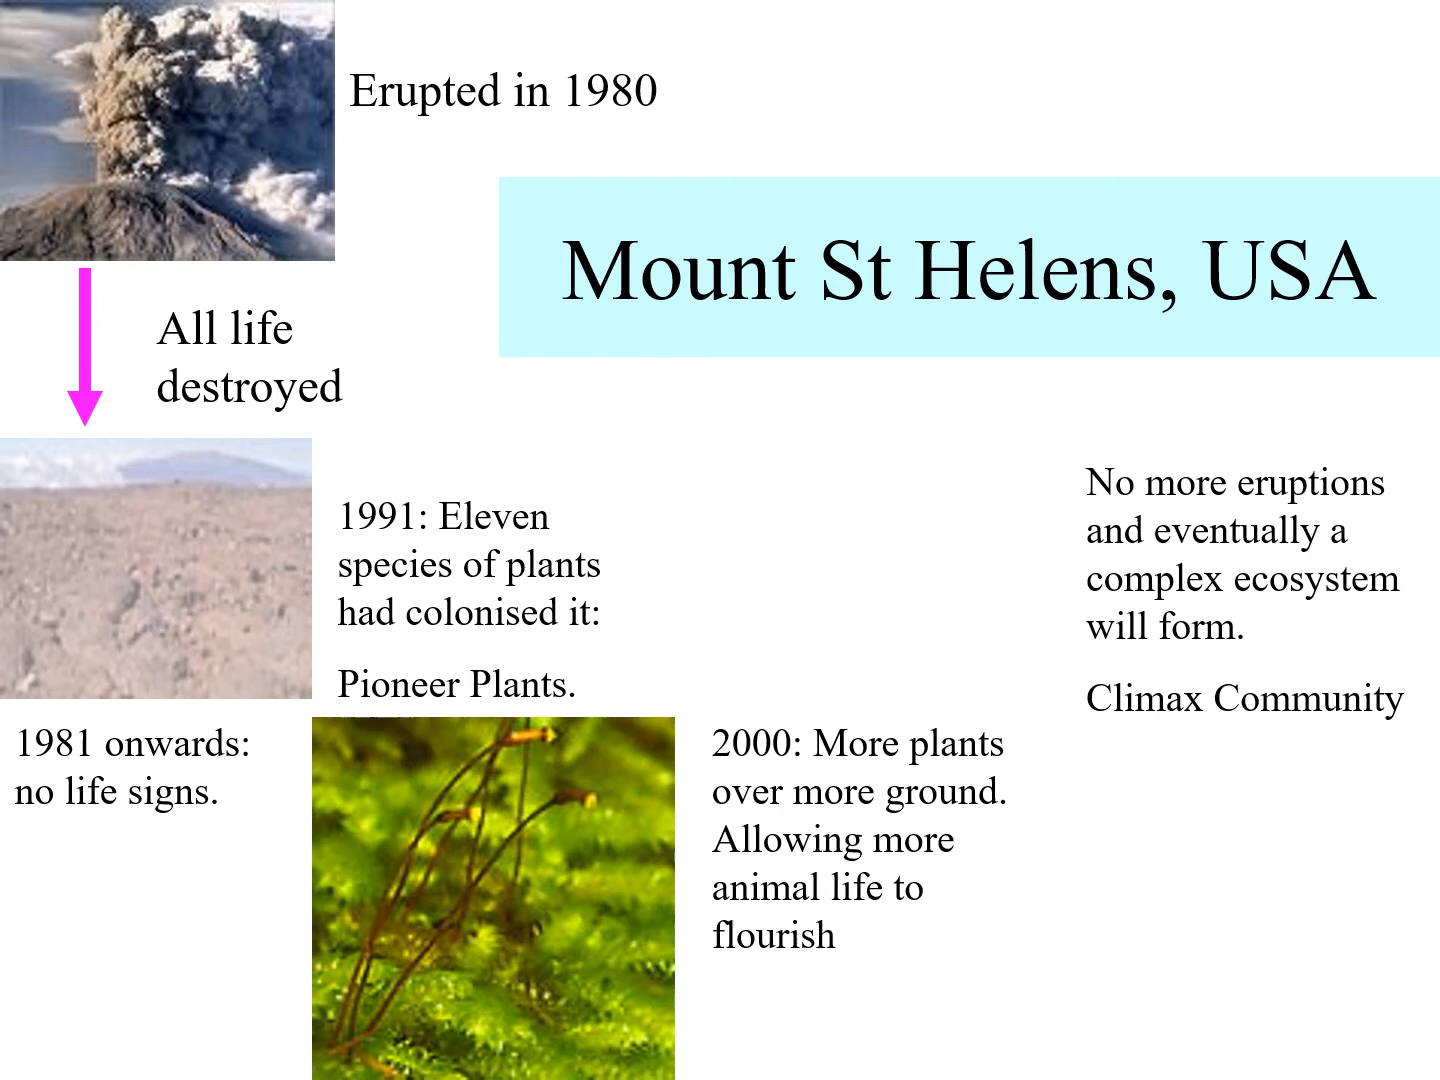 Erupted in 1980
Mount St Helens, USA
All life
destroyed
1981 onwards:
no life signs.
1991: Eleven
species of plants
had colonised it:
Pioneer Plants.
2000: More plants
over more ground.
Allowing more
animal life to
flourish
No more eruptions
and eventually a
complex ecosystem
will form.
Climax Community